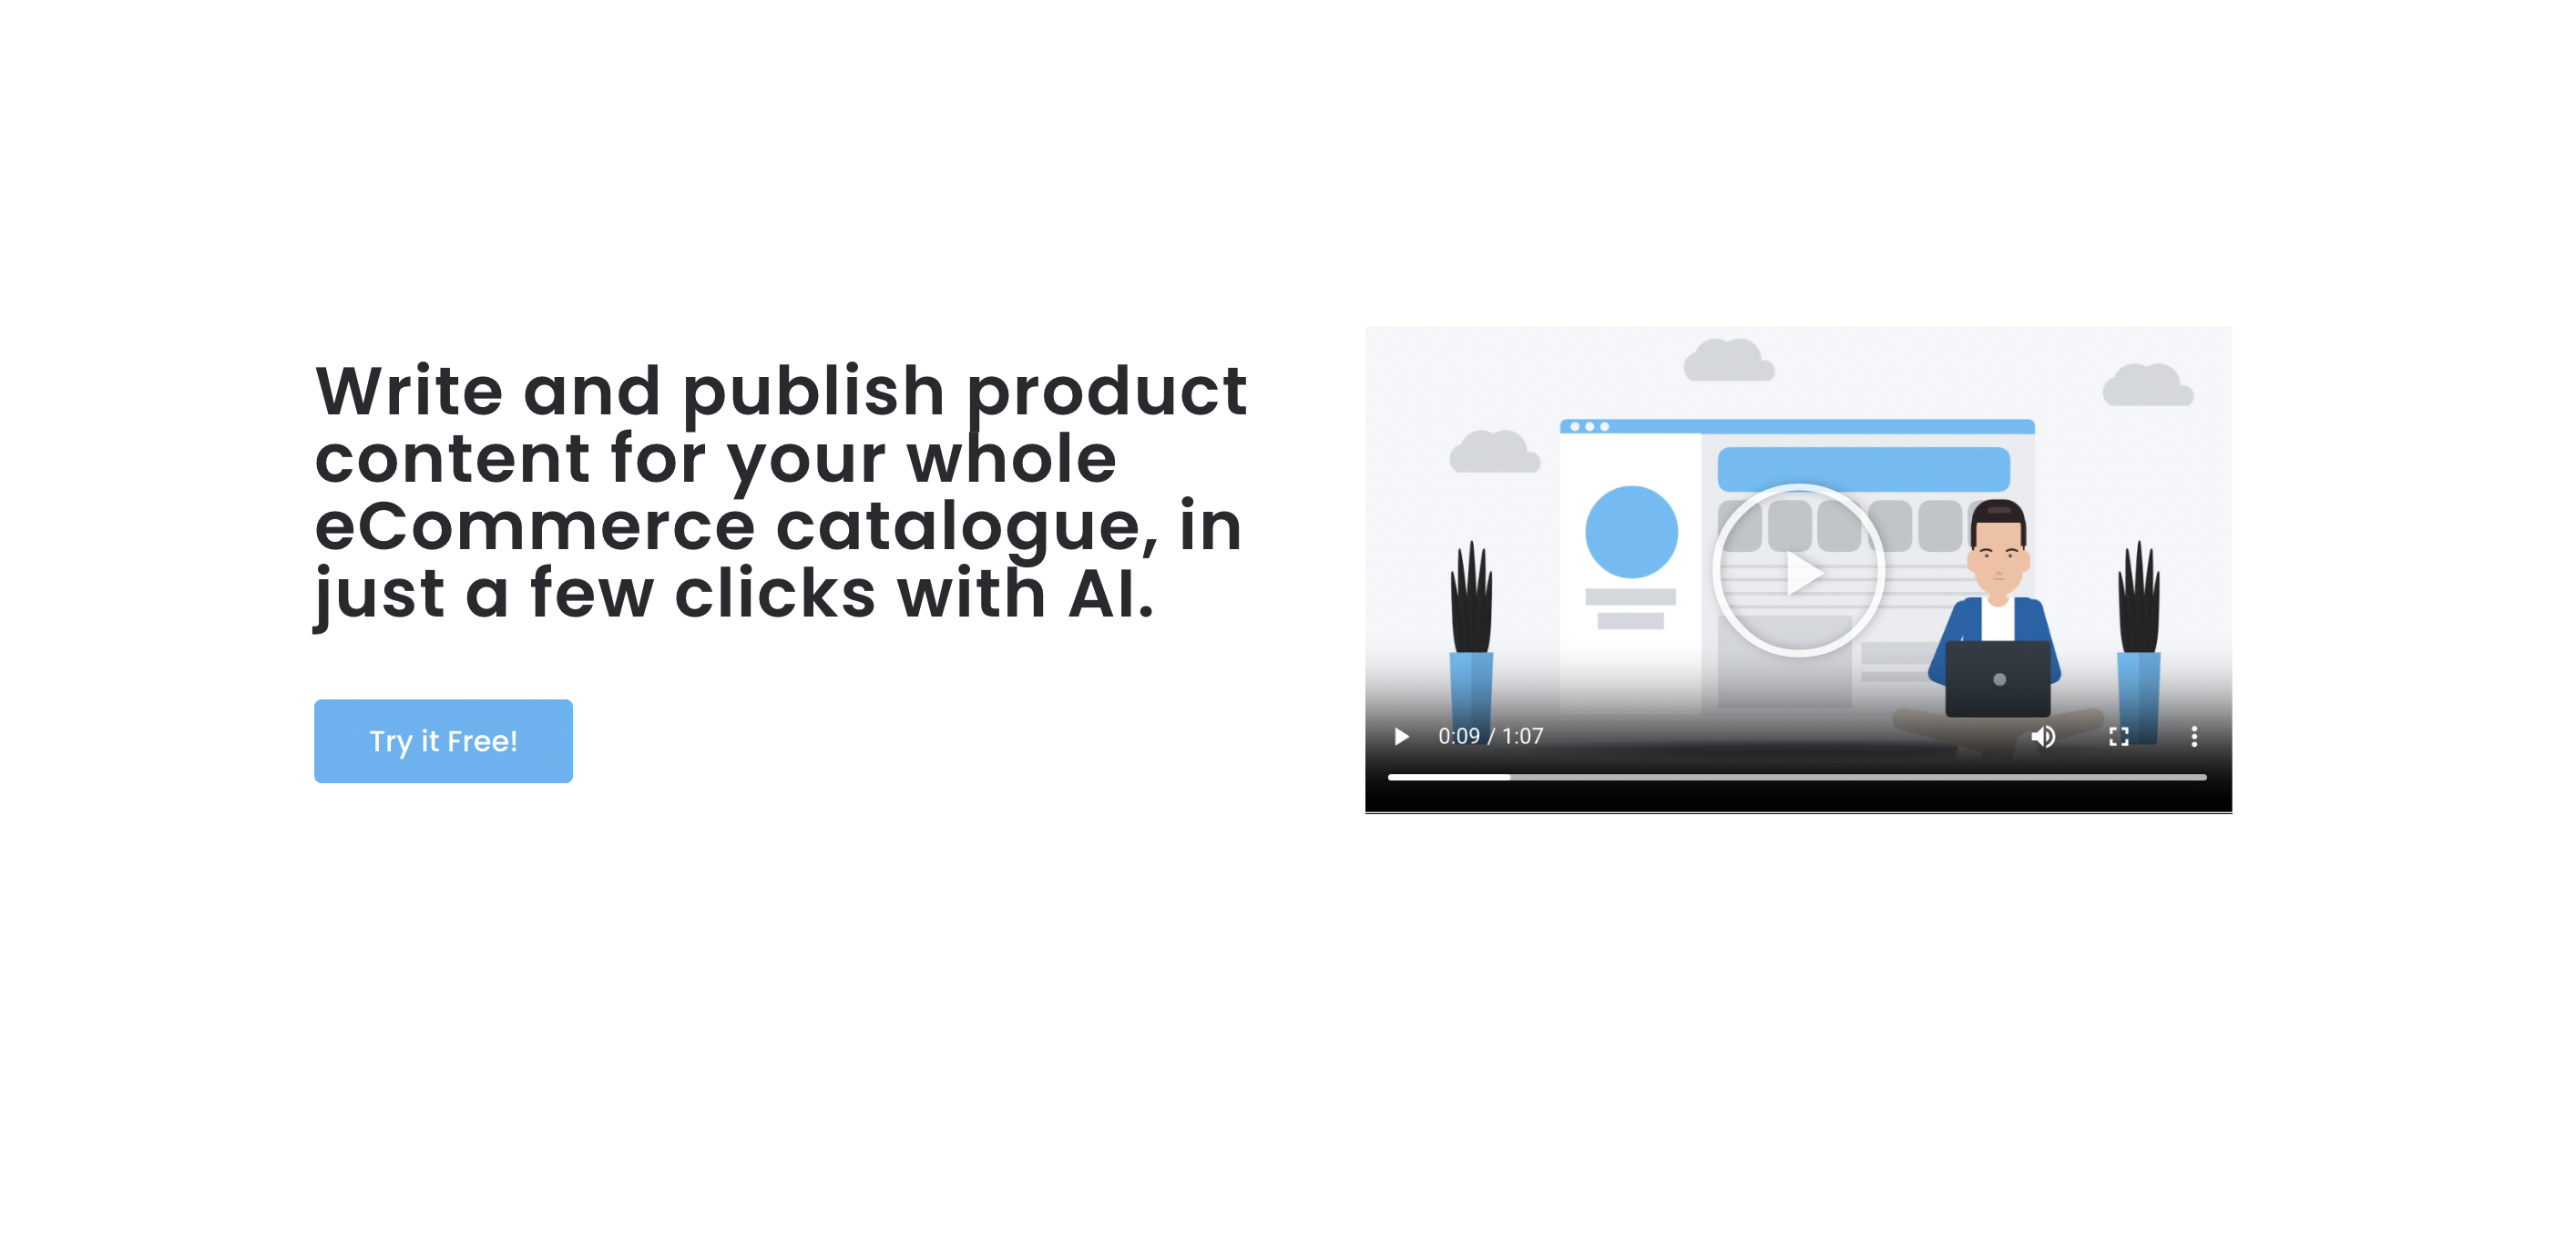 Write and publish product
content for your whole
eCommerce catalogue, in
just a few clicks with AI.
Try it Free!
0:09 / 1:07